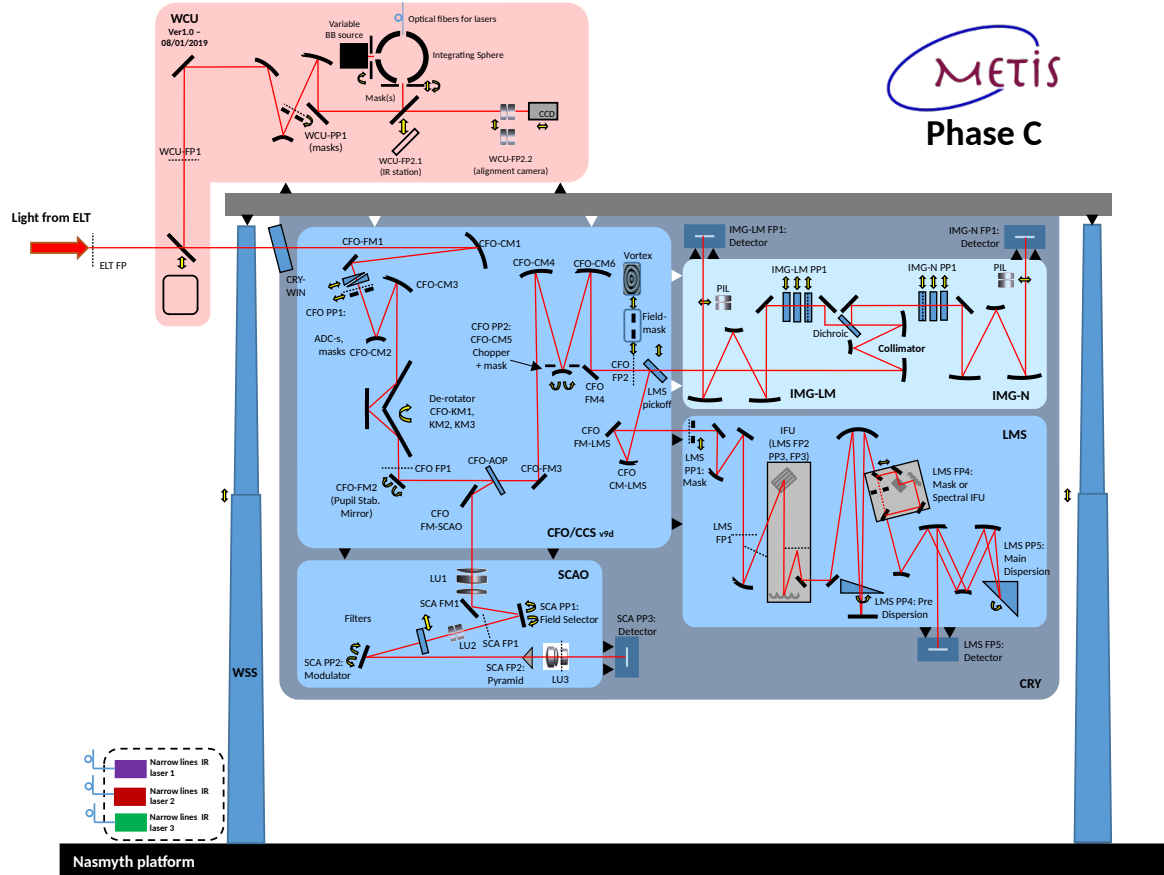 WCU
Ver1.0 –
08/01/2019
Variable
BB source
Optical fibers for lasers
Integrating Sphere
Mask(s)
CCD
WCU-PP1
(masks)
WCU-FP1
WCU-FP2.1
(IR station)
WCU-FP2.2
(alignment camera)
METIS
Phase C
Light from ELT
ELT FP
CRY-
WIN
CFO-FM1
CFO-CM1
CFO-CM3
CFO PP1:
ADC-s,
masks
CFO-CM2
CFO-CM4
CFO-CM6
Vortex
Field-
mask
CFO PP2:
CFO-CM5
Chopper
+ mask
CFO
FP2
CFO
FM4
LMS
pickoff
De-rotator
CFO-KM1,
KM2, KM3
CFO FP1
CFO-FM2
(Pupil Stab.
Mirror)
CFO-AOP
CFO-FM3
CFO
FM-SCAO
CFO
FM-LMS
CFO
CM-LMS
CFO/CCS v9d
IMG-LM FP1:
Detector
IMG-N FP1:
Detector
IMG-LM PP1
IMG-N PP1
PIL
PIL
Dichroic
Collimator
IMG-LM
IMG-N
LMS
PP1:
Mask
IFU
(LMS FP2
PP3, FP3)
LMS
LMS FP4:
Mask or
Spectral IFU
LMS
FP1
LMS PP5:
Main
Dispersion
LMS PP4: Pre
Dispersion
LMS FP5:
Detector
SCAO
LU1
SCA FM1
SCA PP1:
Field Selector
Filters
LU2
SCA FP1
SCA PP3:
Detector
SCA PP2:
Modulator
SCA FP2:
Pyramid
LU3
CRY
WSS
Narrow lines IR
laser 1
Narrow lines IR
laser 2
Narrow lines IR
laser 3
Nasmyth platform